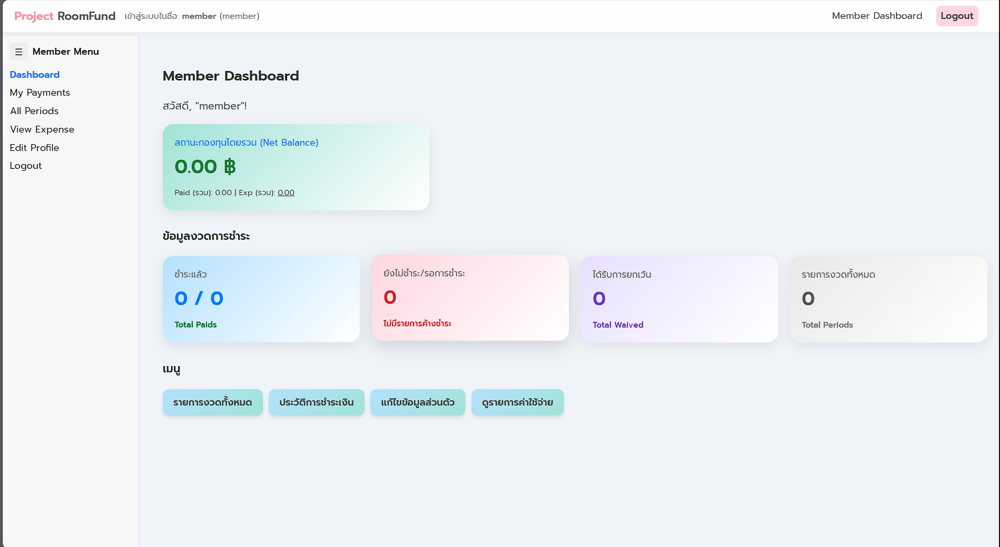 Project RoomFund เข้าสู่ระบบในชื่อ: member (member) Member Dashboard Logout
☰ Member Menu
Dashboard
My Payments
All Periods
View Expense
Edit Profile
Logout
Member Dashboard
สวัสดี, "member"!
สถานะกองทุนโดยรวม (Net Balance)
0.00 ฿
Paid (รวม): 0.00 | Exp (รวม): 0.00
ข้อมูลงวดการชำระ
ชำระแล้ว
0 / 0
Total Paids
ยังไม่ชำระ/รอการชำระ
0
ไม่มีรายการค้างชำระ
ได้รับการยกเว้น
0
Total Waived
รายการงวดทั้งหมด
0
Total Periods
เมนู
รายการงวดทั้งหมด ประวัติการชำระเงิน แก้ไขข้อมูลส่วนตัว ดูรายการค่าใช้จ่าย